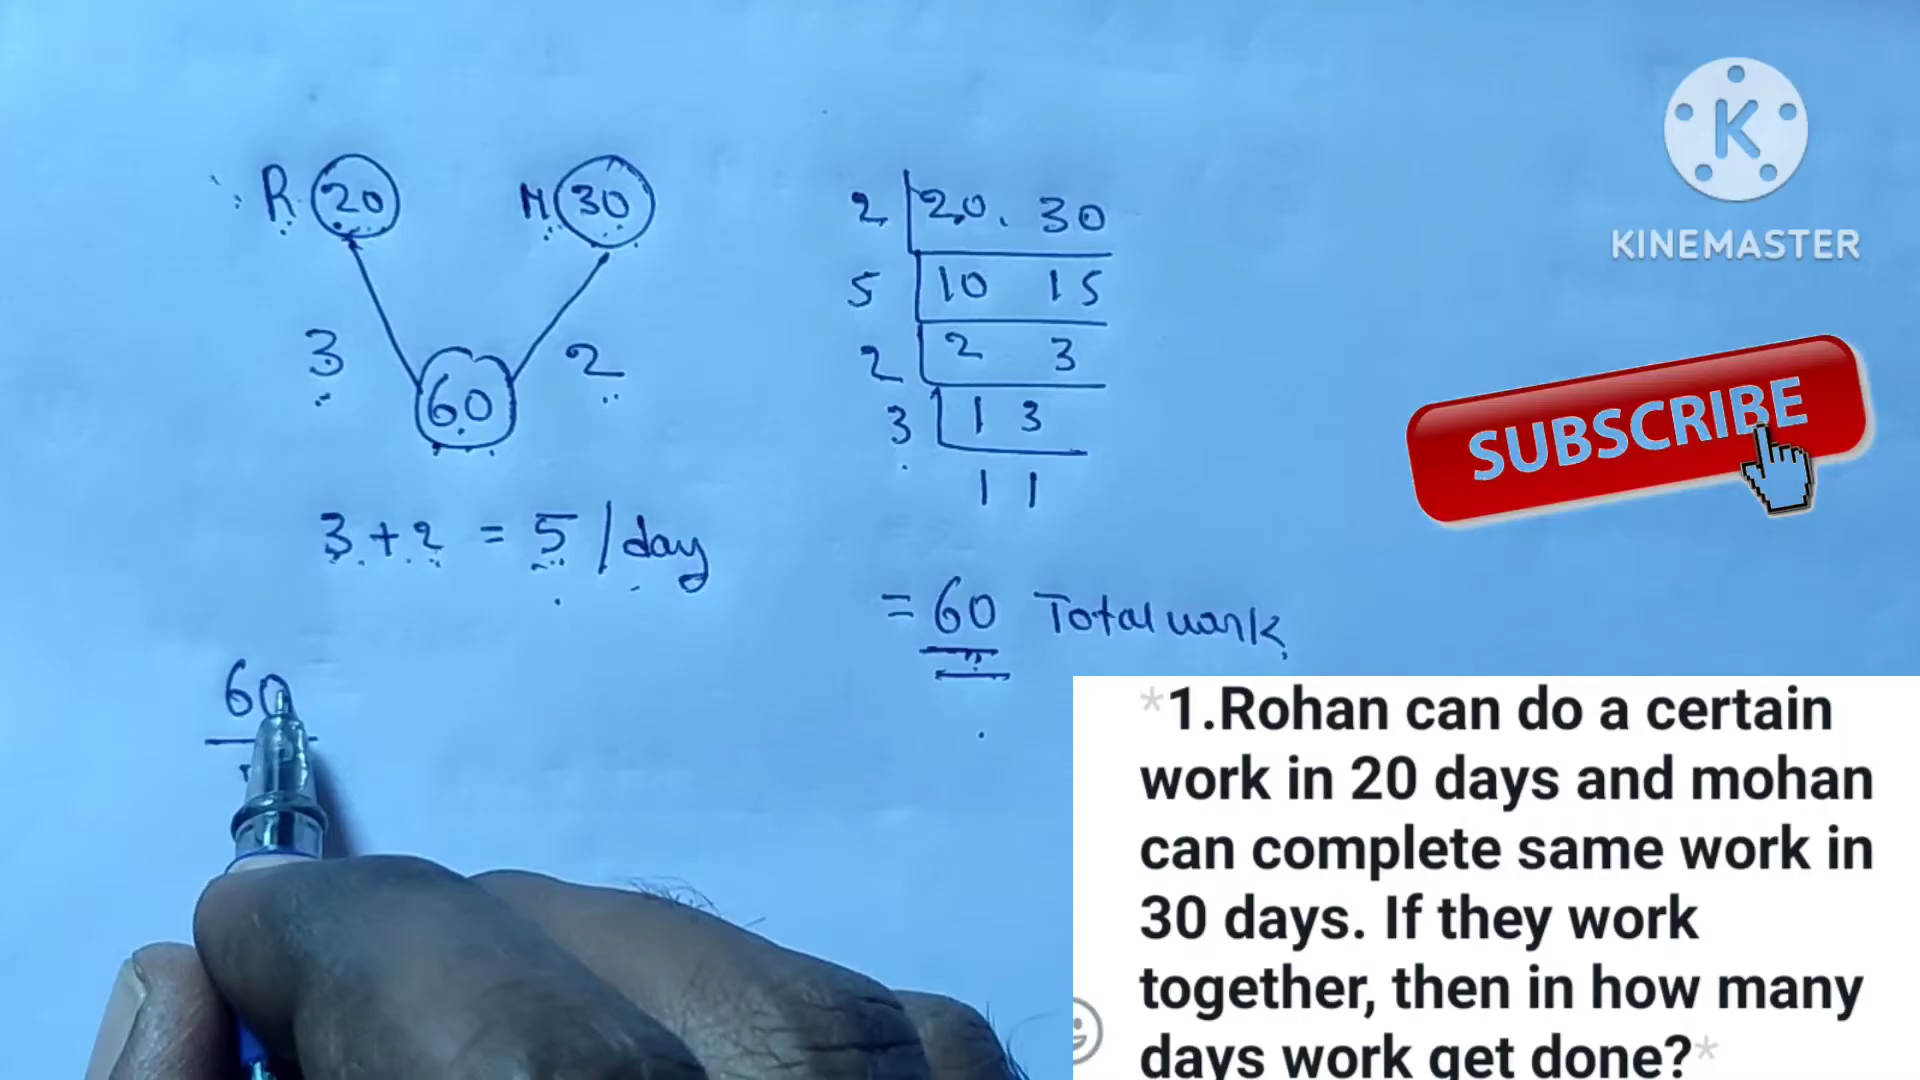 R 20 M 30
3 2
60
3 + 2 = 5 / day
60
2 20. 30
5 10 15
2 2 3
3 1 3
1 1
= 60 Total work
K
KINEMASTER
SUBSCRIBE
*1.Rohan can do a certain
work in 20 days and mohan
can complete same work in
30 days. If they work
together, then in how many
days work get done?*